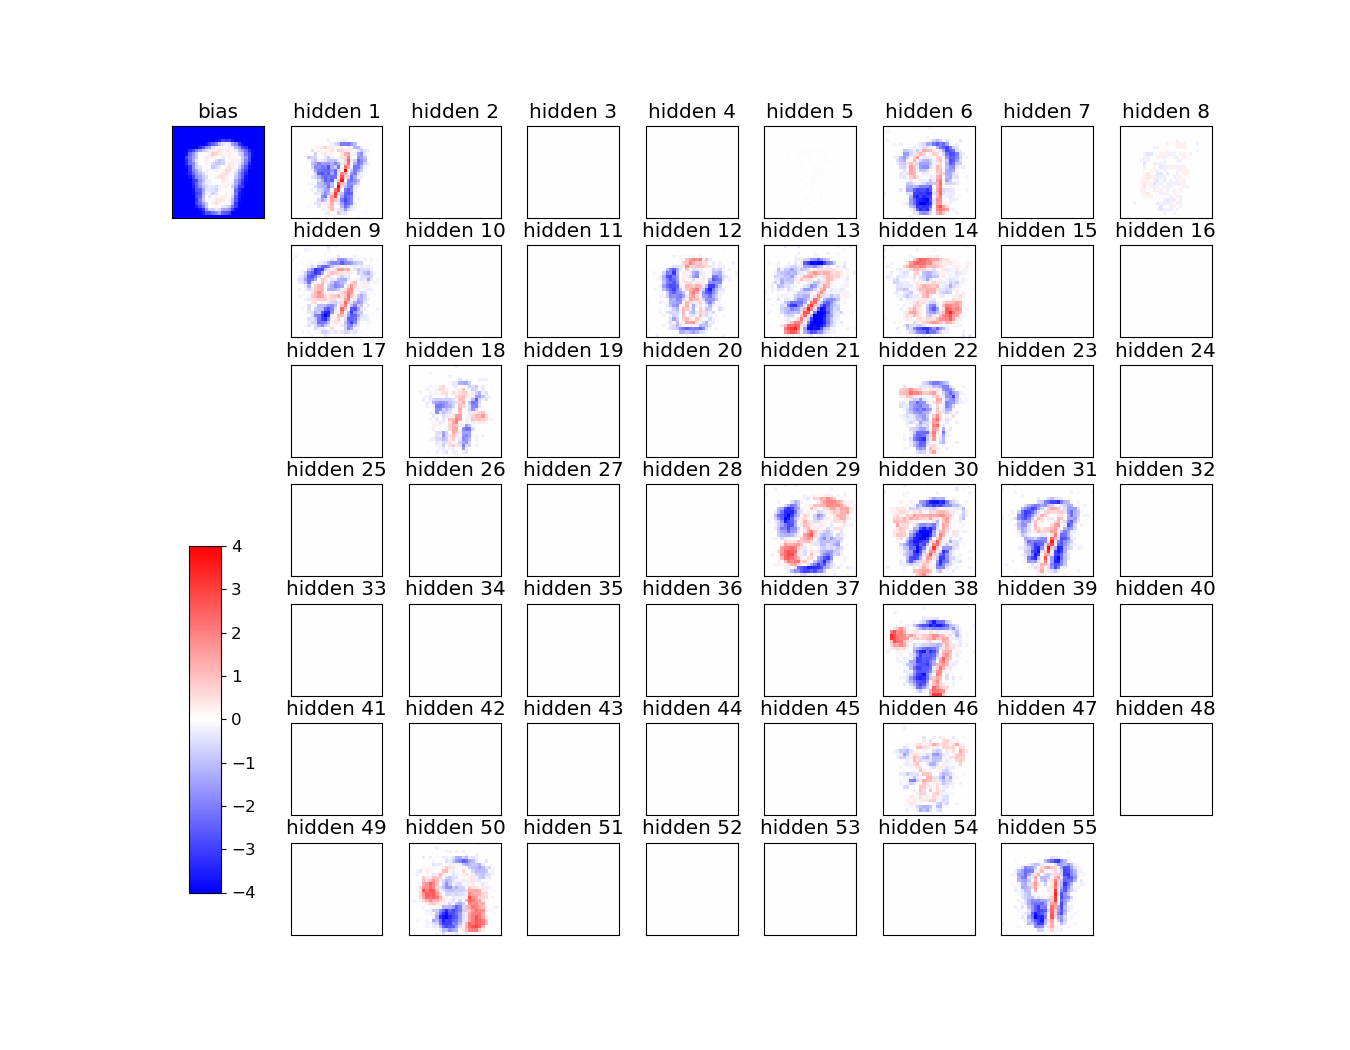 bias hidden 1 hidden 2 hidden 3 hidden 4 hidden 5 hidden 6 hidden 7 hidden 8
hidden 9 hidden 10 hidden 11 hidden 12 hidden 13 hidden 14 hidden 15 hidden 16
hidden 17 hidden 18 hidden 19 hidden 20 hidden 21 hidden 22 hidden 23 hidden 24
hidden 25 hidden 26 hidden 27 hidden 28 hidden 29 hidden 30 hidden 31 hidden 32
hidden 33 hidden 34 hidden 35 hidden 36 hidden 37 hidden 38 hidden 39 hidden 40
hidden 41 hidden 42 hidden 43 hidden 44 hidden 45 hidden 46 hidden 47 hidden 48
hidden 49 hidden 50 hidden 51 hidden 52 hidden 53 hidden 54 hidden 55
4
3
2
1
0
−1
−2
−3
−4